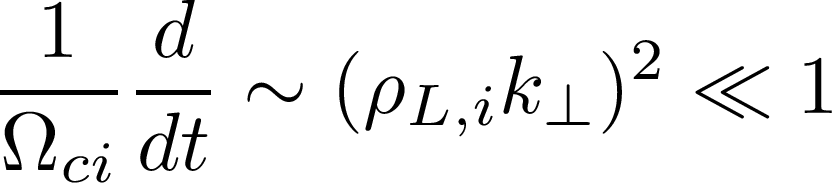 \frac{1}{\Omega_{ci}} \frac{d}{dt} \sim (\rho_{L,i} k_{\perp})^2 \ll 1